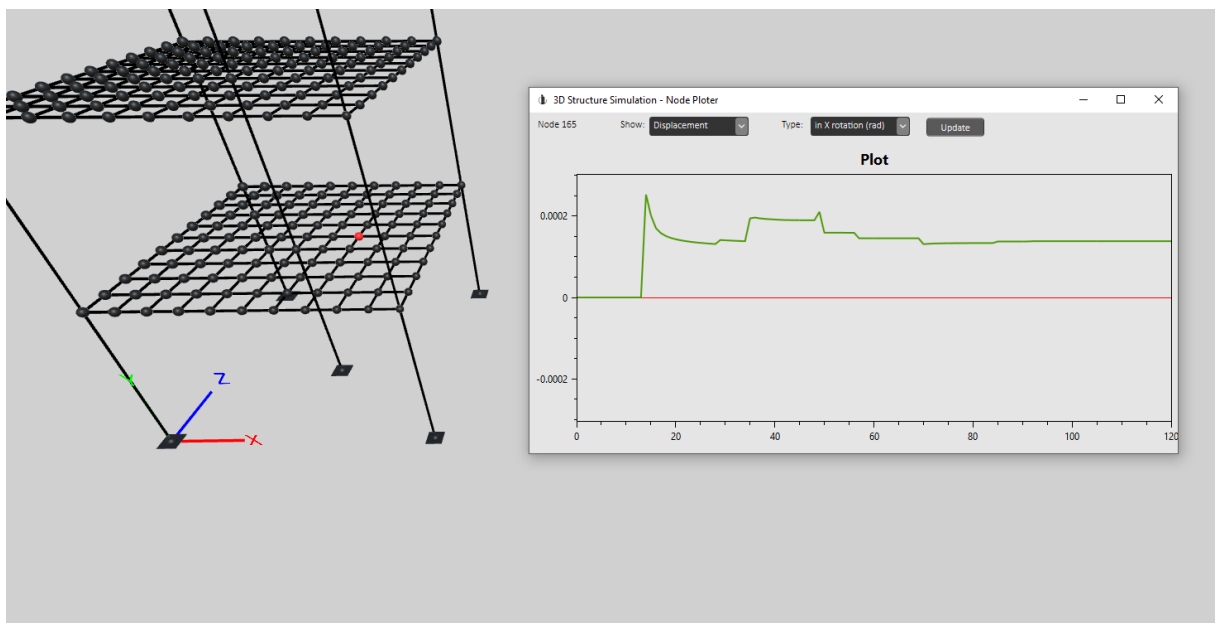 3D Structure Simulation - Node Ploter
Node 165 Show: Displacement Type: in X rotation (rad) Update
Plot
0.0002
0
-0.0002
0 20 40 60 80 100 120
Y
Z
X